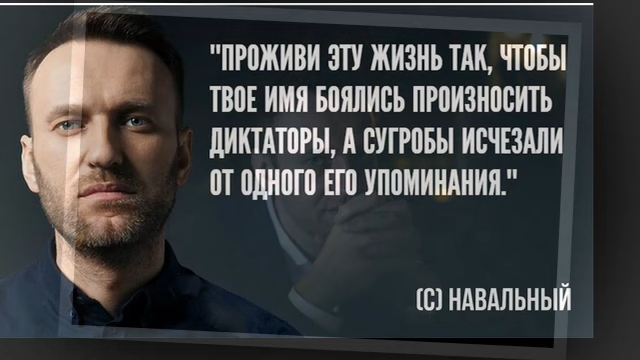 "ПРОЖИВИ ЭТУ ЖИЗНЬ ТАК, ЧТОБЫ
ТВОЕ ИМЯ БОЯЛИСЬ ПРОИЗНОСИТЬ
ДИКТАТОРЫ, А СУГРОБЫ ИСЧЕЗАЛИ
ОТ ОДНОГО ЕГО УПОМИНАНИЯ."
(С) НАВАЛЬНЫЙ